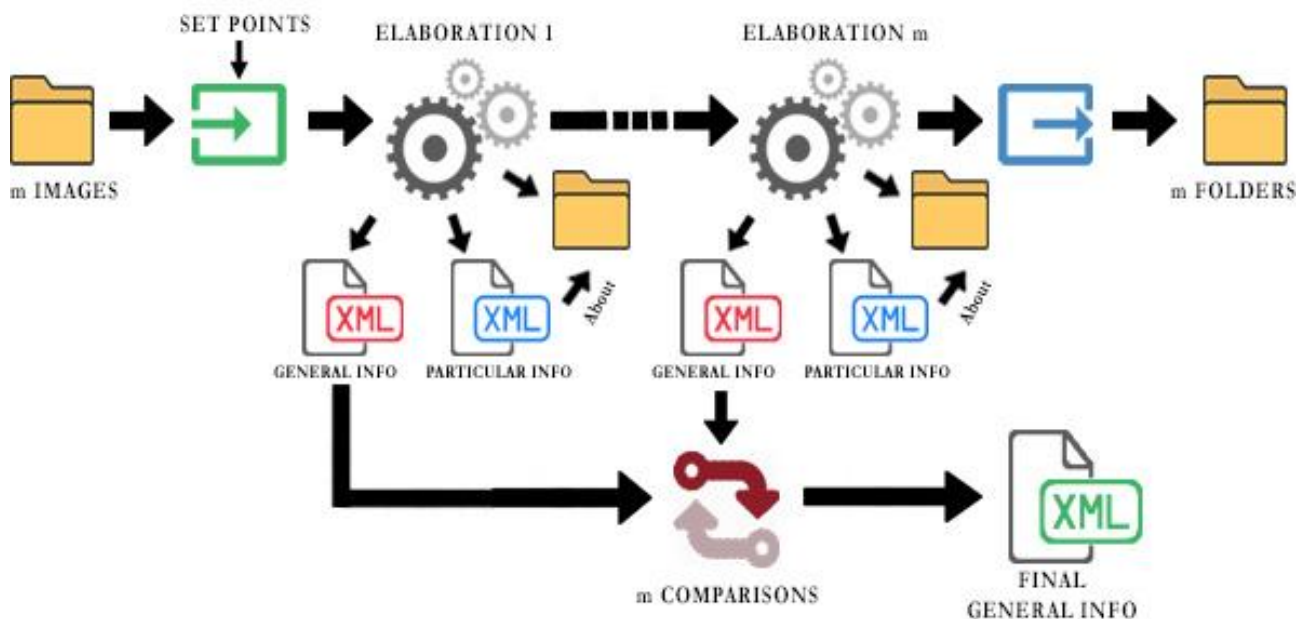 SET POINTS
ELABORATION 1
ELABORATION m
m IMAGES
m FOLDERS
About
About
XML
XML
XML
XML
GENERAL INFO
PARTICULAR INFO
GENERAL INFO
PARTICULAR INFO
XML
m COMPARISONS
FINAL
GENERAL INFO